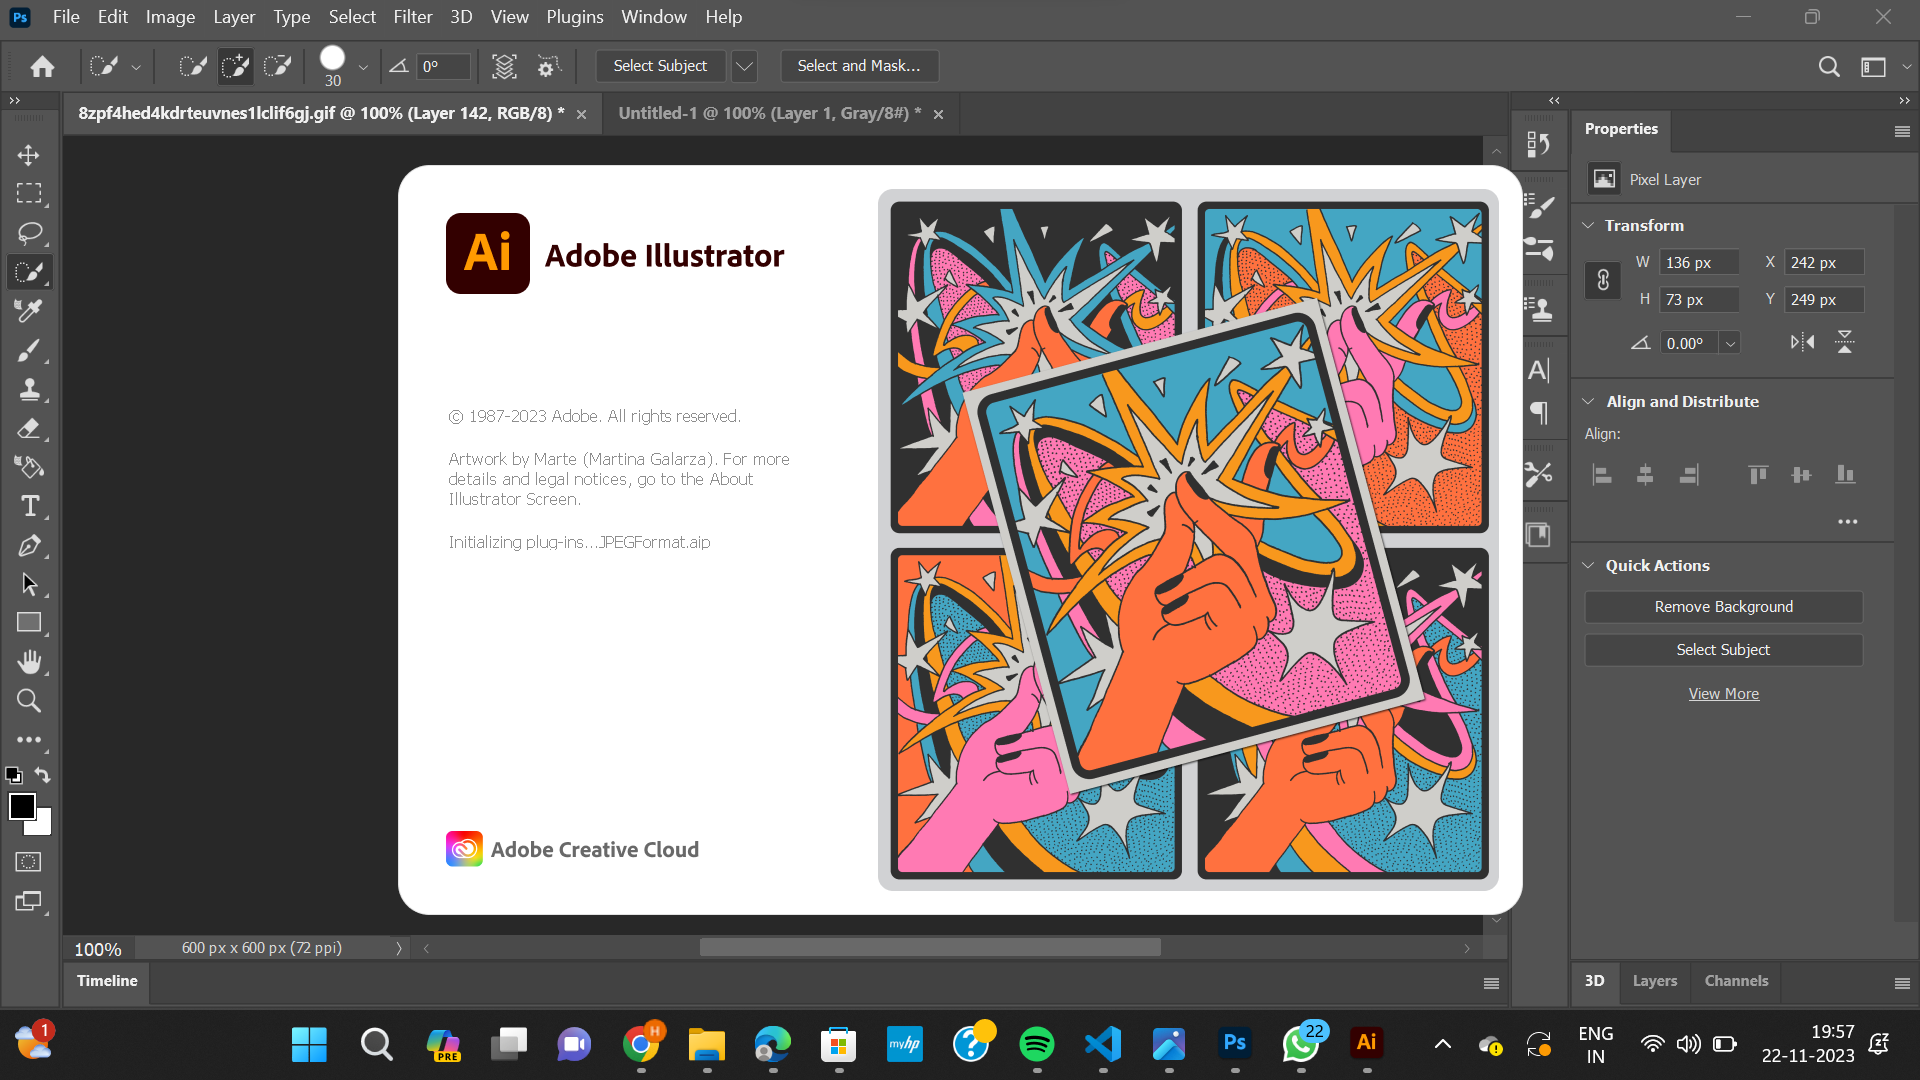 Ps File Edit Image Layer Type Select Filter 3D View Plugins Window Help
30 0° Select Subject Select and Mask...
8zpf4hed4kdrteuvnes1lclif6gj.gif @ 100% (Layer 142, RGB/8) * Untitled-1 @ 100% (Layer 1, Gray/8#) *
Properties
Pixel Layer
Transform
W 136 px X 242 px
H 73 px Y 249 px
0.00°
Align and Distribute
Align:
Quick Actions
Remove Background
Select Subject
View More
Ai Adobe Illustrator
© 1987-2023 Adobe. All rights reserved.
Artwork by Marte (Martina Galarza). For more
details and legal notices, go to the About
Illustrator Screen.
Initializing plug-ins...JPEGFormat.aip
Adobe Creative Cloud
100% 600 px x 600 px (72 ppi)
Timeline
3D Layers Channels
1 PRE H myhp ? Ps 22 Ai
ENG
IN
19:57
22-11-2023